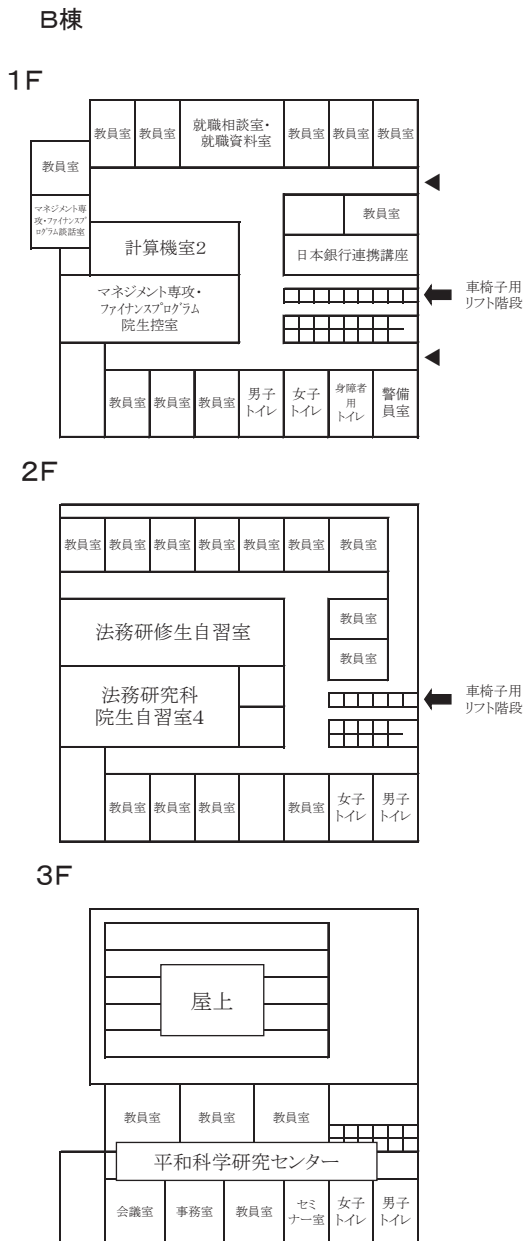 B棟
1F
教員室
教員室
就職相談室・
就職資料室
教員室
教員室
教員室
教員室
マネジメント専
攻・ファイナンスプ
ログラム談話室
教員室
計算機室2
日本銀行連携講座
マネジメント専攻・
ファイナンスプログラム
院生控室
車椅子用
リフト階段
教員室
教員室
教員室
男子
トイレ
女子
トイレ
身障者
用
トイレ
警備
員室
2F
教員室
教員室
教員室
教員室
教員室
教員室
教員室
法務研修生自習室
教員室
教員室
法務研究科
院生自習室4
車椅子用
リフト階段
教員室
教員室
教員室
教員室
女子
トイレ
男子
トイレ
3F
屋上
教員室
教員室
教員室
平和科学研究センター
会議室
事務室
教員室
セミ
ナー室
女子
トイレ
男子
トイレ